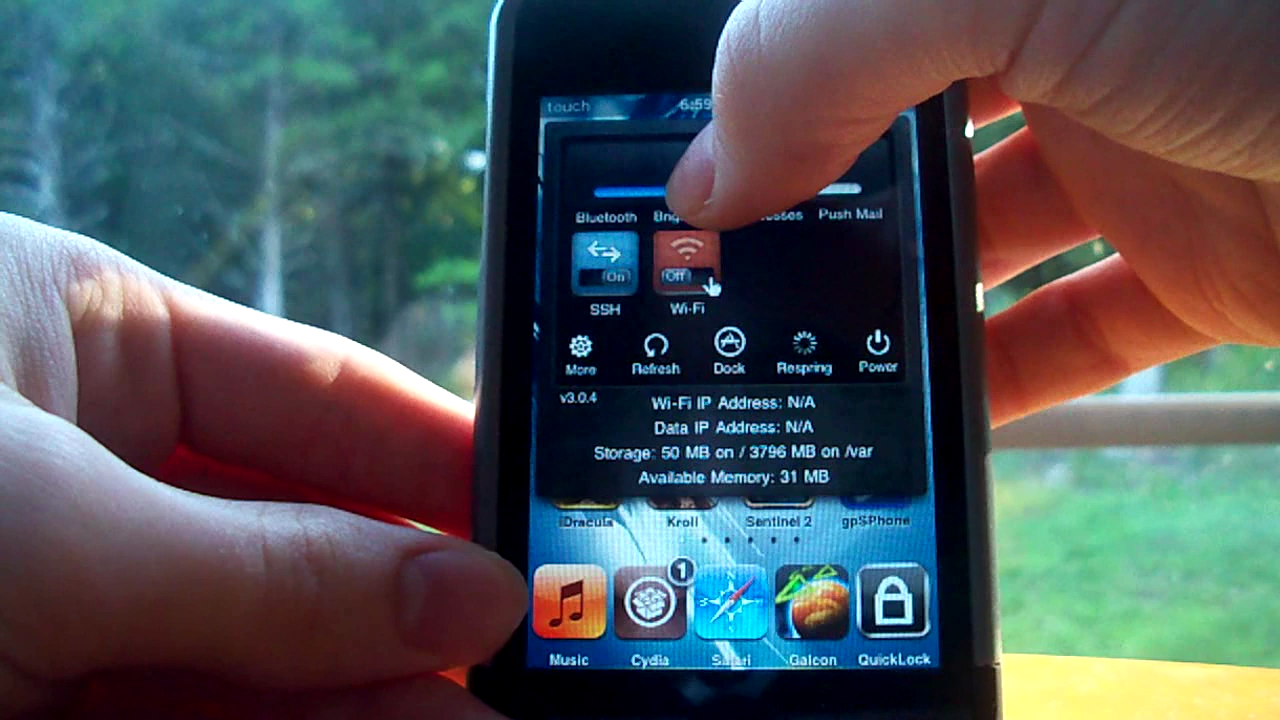 touch 6:59
Bluetooth Push Mail
On Off
SSH Wi-Fi
More Refresh Dock Respring Power
v3.0.4
Wi-Fi IP Address: N/A
Data IP Address: N/A
Storage: 50 MB on / 3796 MB on /var
Available Memory: 31 MB
iDracula Kroll Sentinel 2 gpSPhone
1
Music Cydia Safari Galcon QuickLock